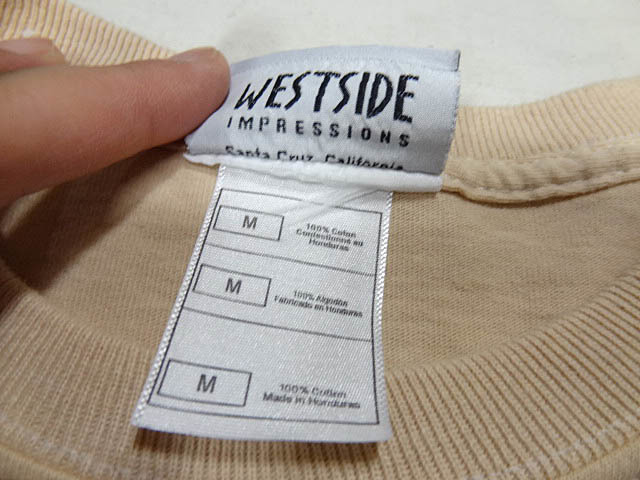 WESTSIDE
IMPRESSIONS
Santa Cruz, California
M
100% Coton
Confectionné au
Honduras
M
100% Algodón
Fabricado en Honduras
M
100% Cotton
Made in Honduras